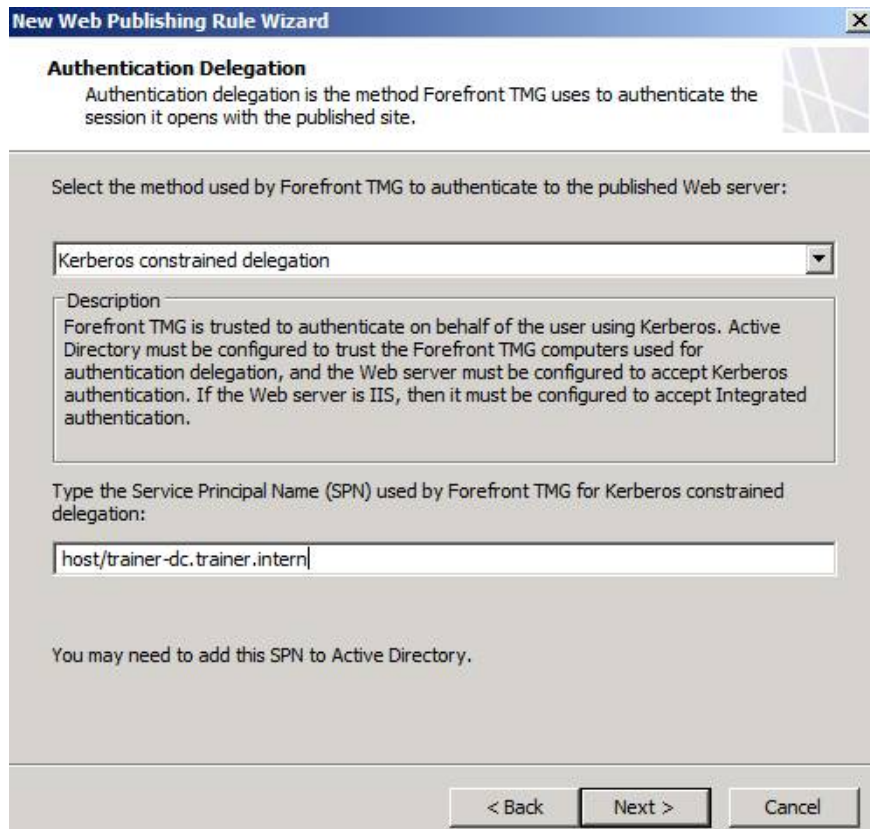 New Web Publishing Rule Wizard
Authentication Delegation
Authentication delegation is the method Forefront TMG uses to authenticate the
session it opens with the published site.
Select the method used by Forefront TMG to authenticate to the published Web server:
Kerberos constrained delegation
Description
Forefront TMG is trusted to authenticate on behalf of the user using Kerberos. Active
Directory must be configured to trust the Forefront TMG computers used for
authentication delegation, and the Web server must be configured to accept Kerberos
authentication. If the Web server is IIS, then it must be configured to accept Integrated
authentication.
Type the Service Principal Name (SPN) used by Forefront TMG for Kerberos constrained
delegation:
host/trainer-dc.trainer.intern
You may need to add this SPN to Active Directory.
< Back Next > Cancel